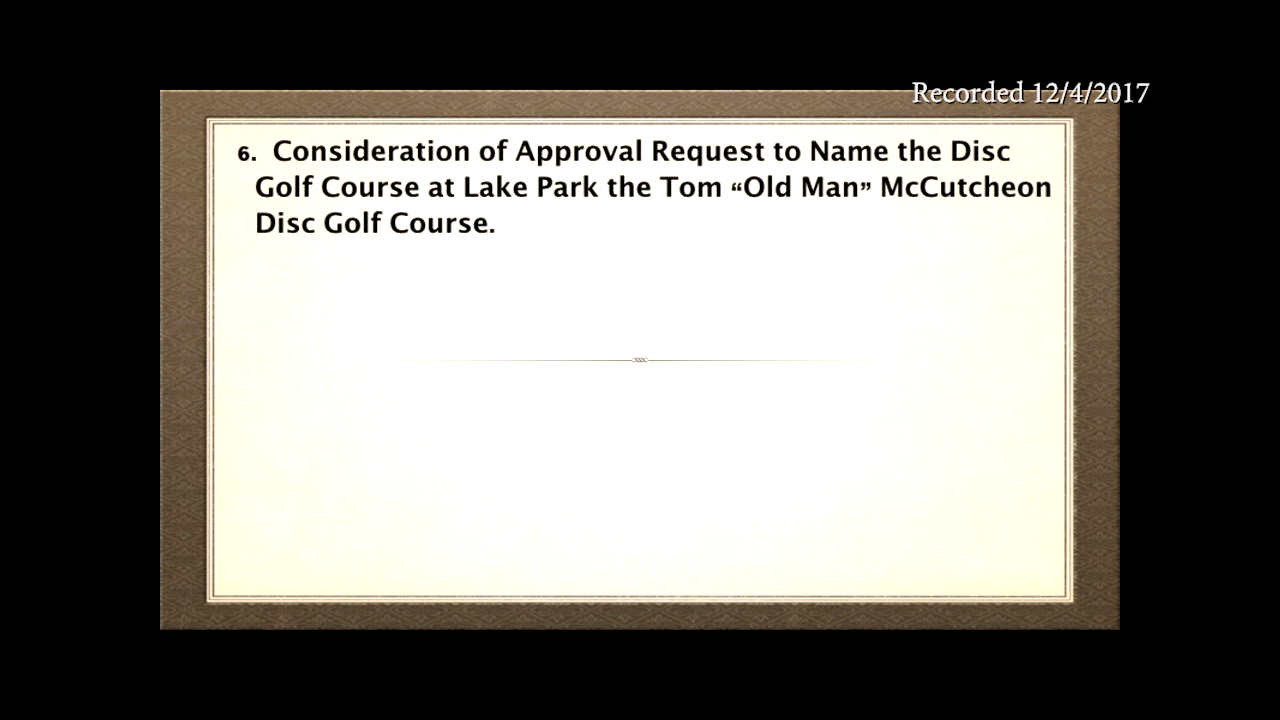 Recorded 12/4/2017
6. Consideration of Approval Request to Name the Disc
Golf Course at Lake Park the Tom “Old Man” McCutcheon
Disc Golf Course.